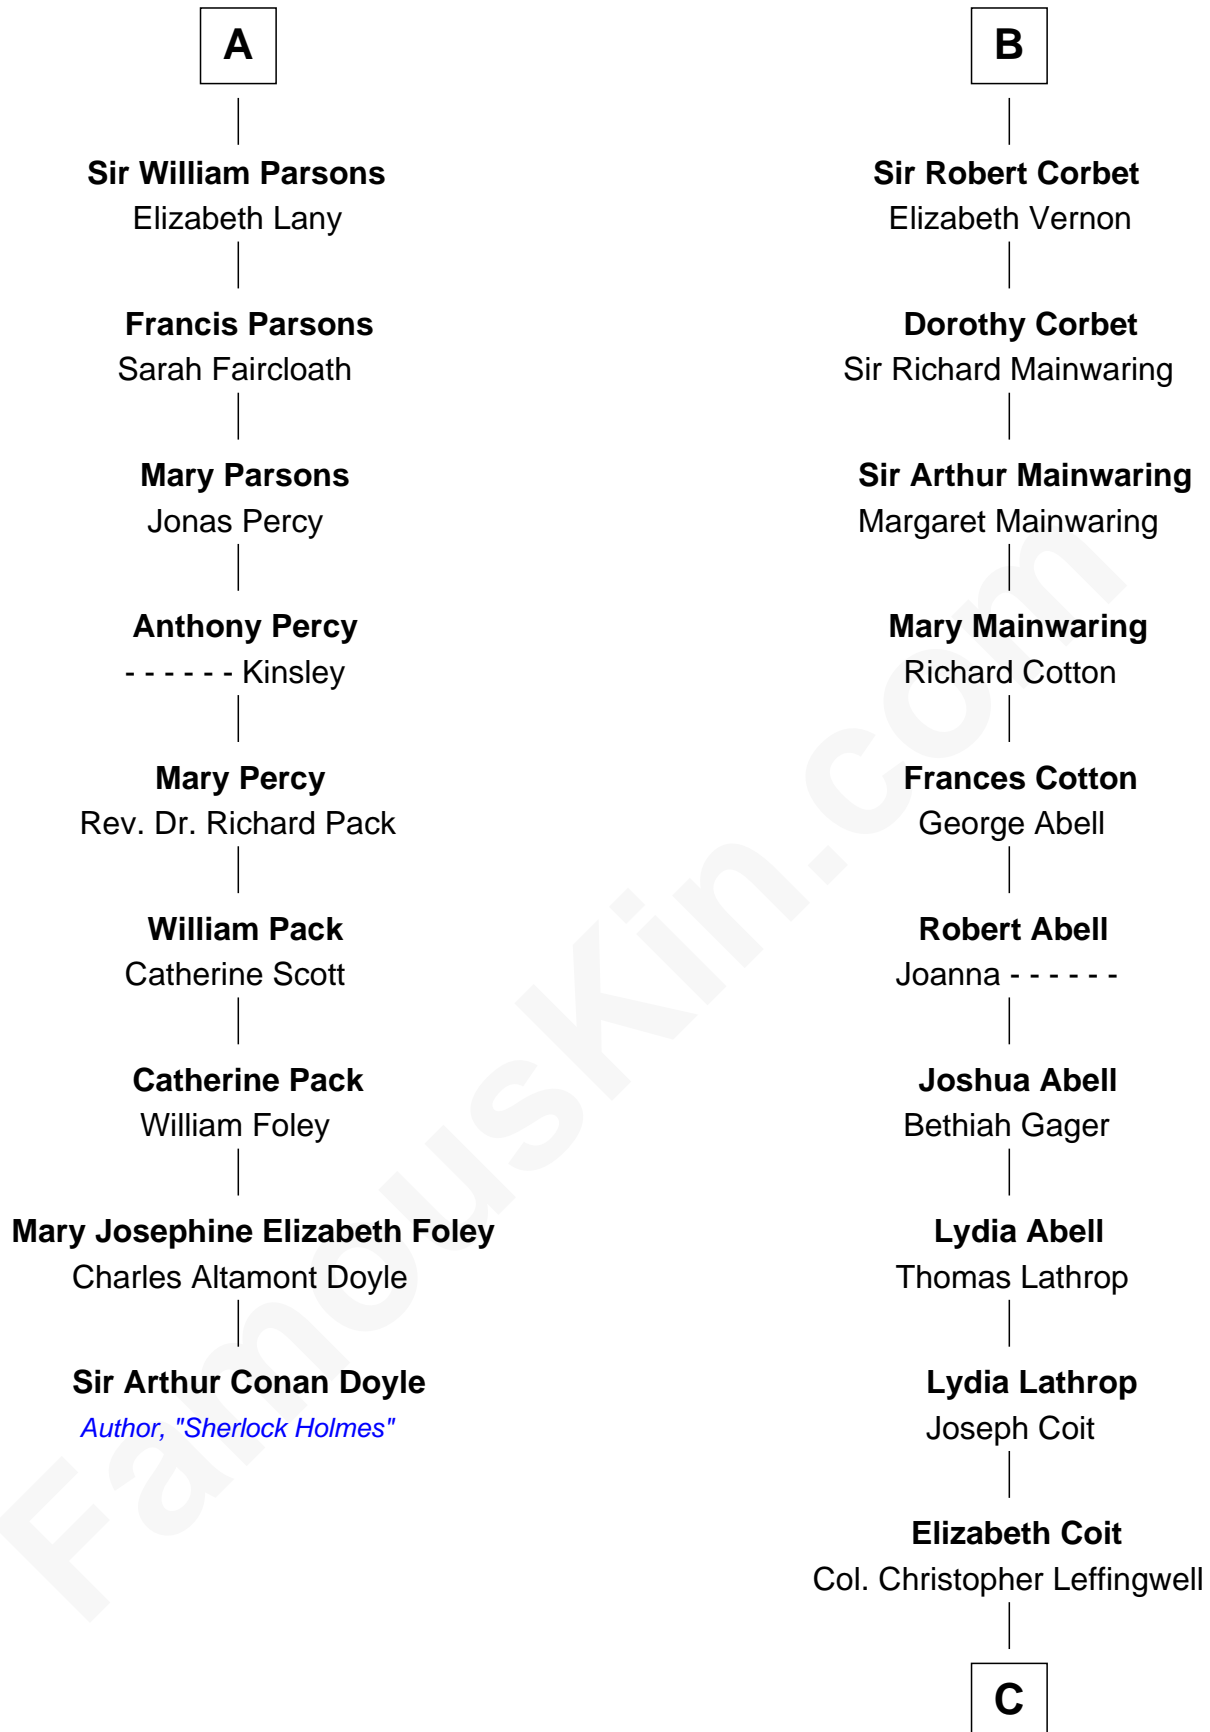 A
Sir William Parsons
Elizabeth Lany
Francis Parsons
Sarah Faircloath
Mary Parsons
Jonas Percy
Anthony Percy
- - - - - - Kinsley
Mary Percy
Rev. Dr. Richard Pack
William Pack
Catherine Scott
Catherine Pack
William Foley
Mary Josephine Elizabeth Foley
Charles Altamont Doyle
Sir Arthur Conan Doyle
Author, "Sherlock Holmes"
B
Sir Robert Corbet
Elizabeth Vernon
Dorothy Corbet
Sir Richard Mainwaring
Sir Arthur Mainwaring
Margaret Mainwaring
Mary Mainwaring
Richard Cotton
Frances Cotton
George Abell
Robert Abell
Joanna - - - - - -
Joshua Abell
Bethiah Gager
Lydia Abell
Thomas Lathrop
Lydia Lathrop
Joseph Coit
Elizabeth Coit
Col. Christopher Leffingwell
C
FamousKin.com